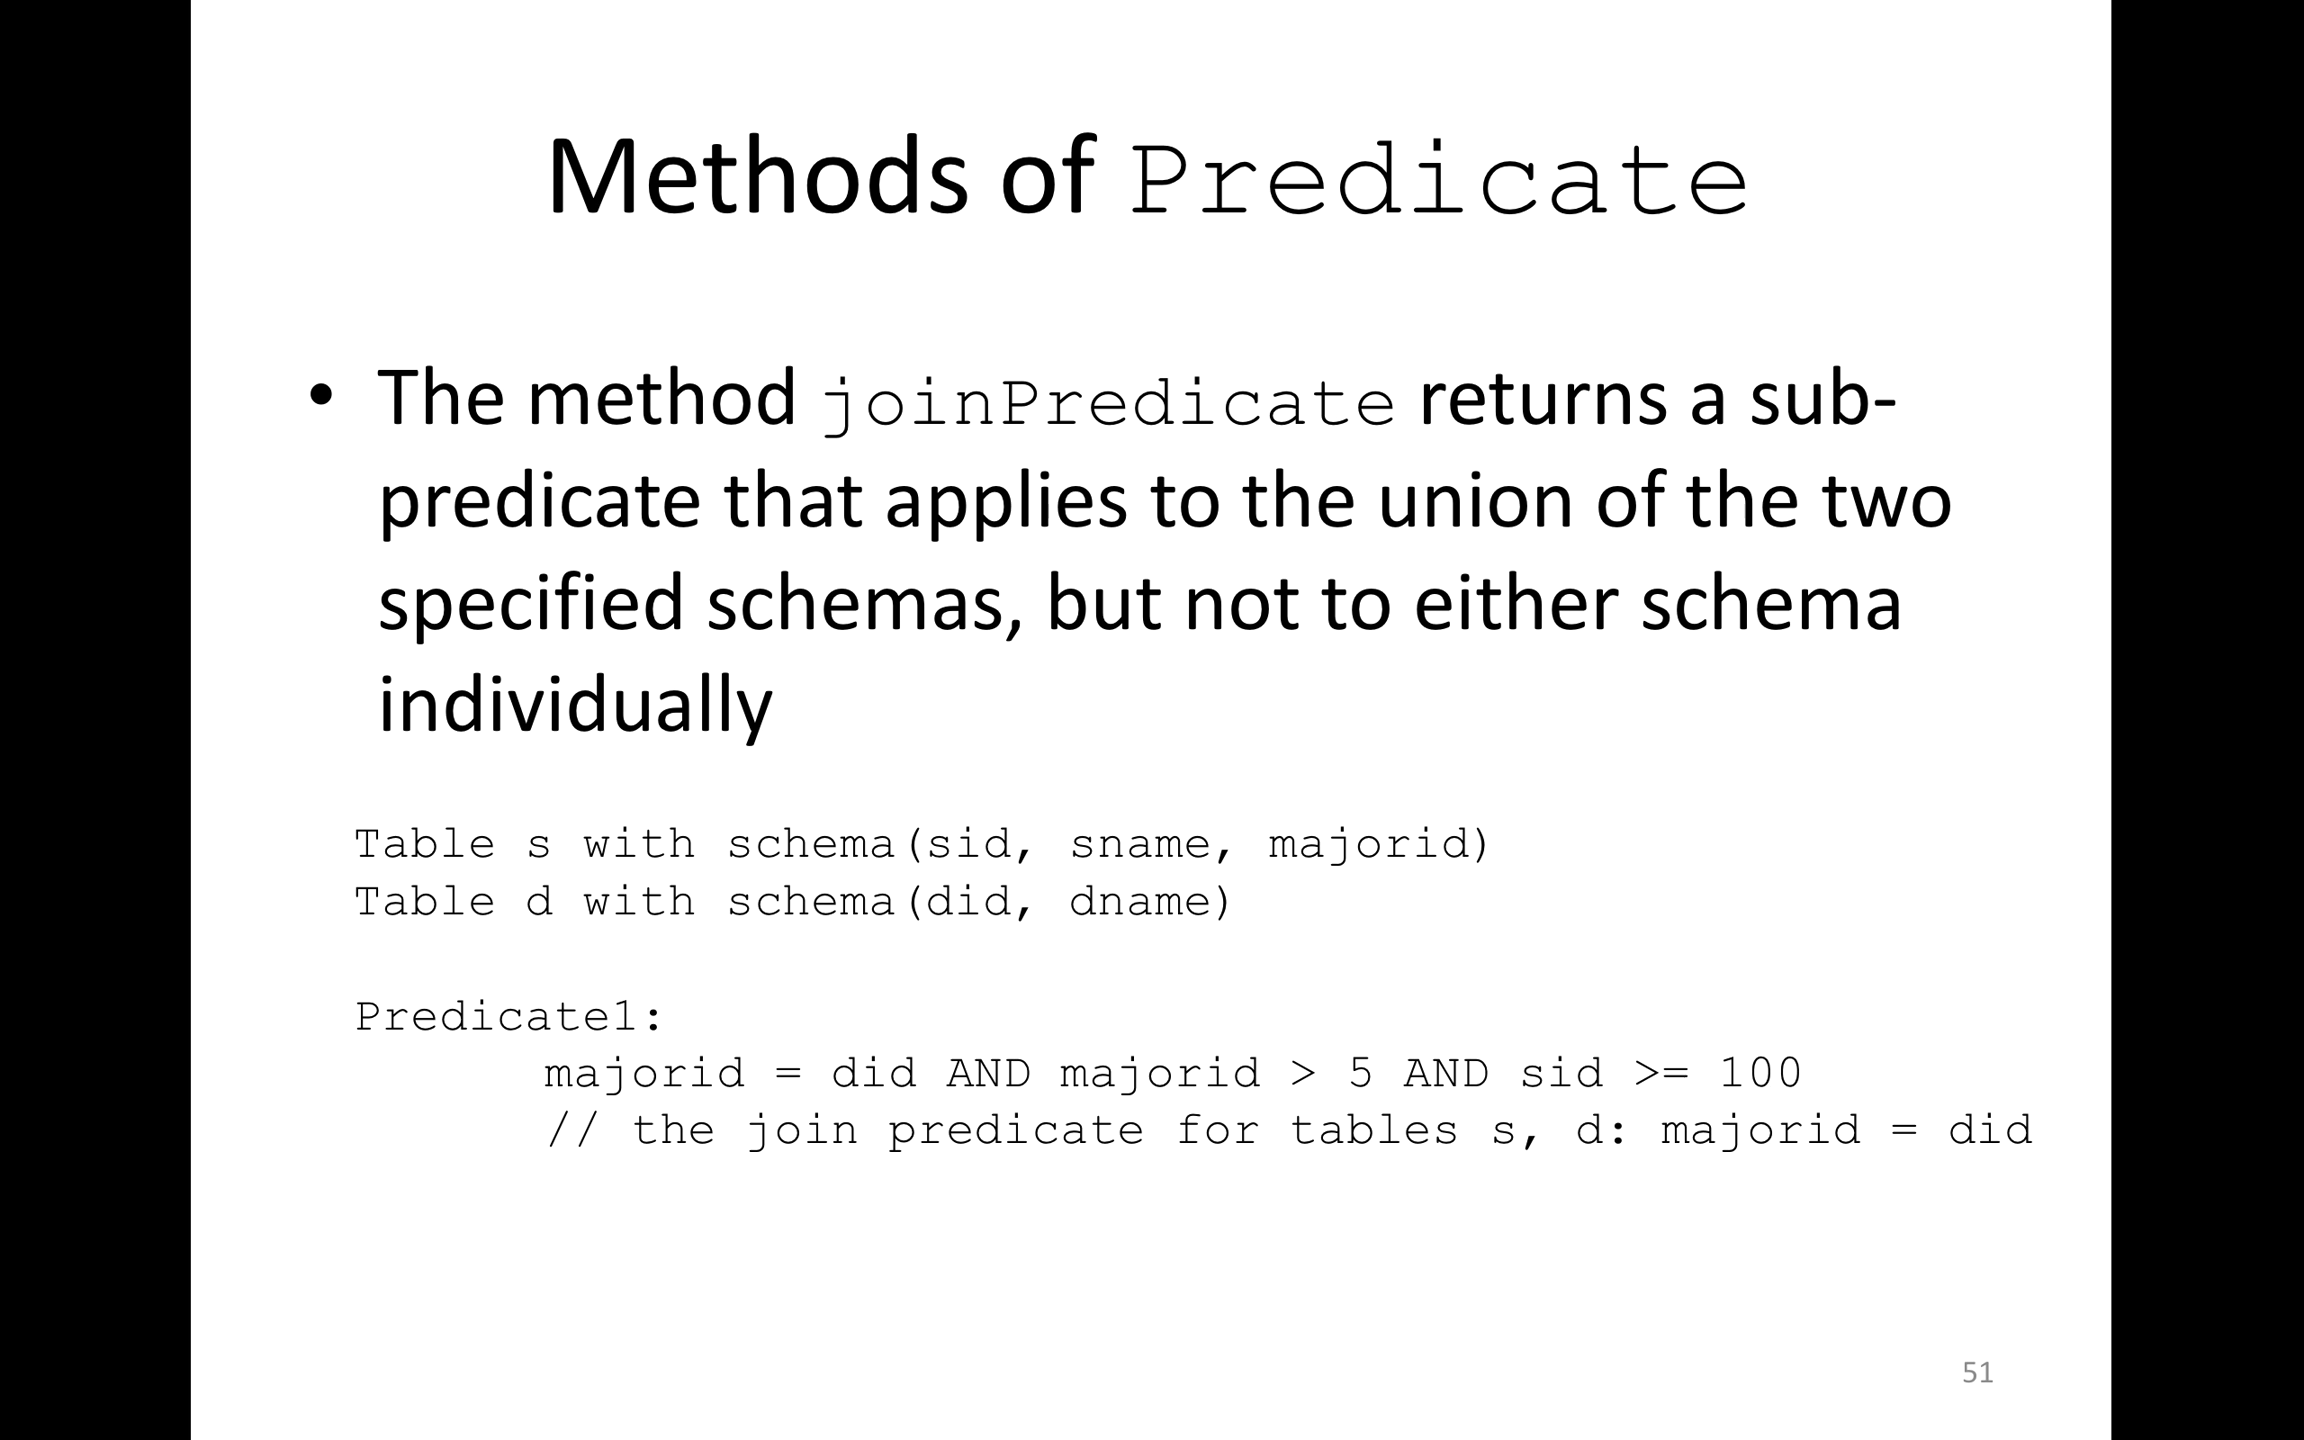 Methods of Predicate
• The method joinPredicate returns a sub-
predicate that applies to the union of the two
specified schemas, but not to either schema
individually
Table s with schema(sid, sname, majorid)
Table d with schema(did, dname)
Predicate1:
majorid = did AND majorid > 5 AND sid >= 100
// the join predicate for tables s, d: majorid = did
51